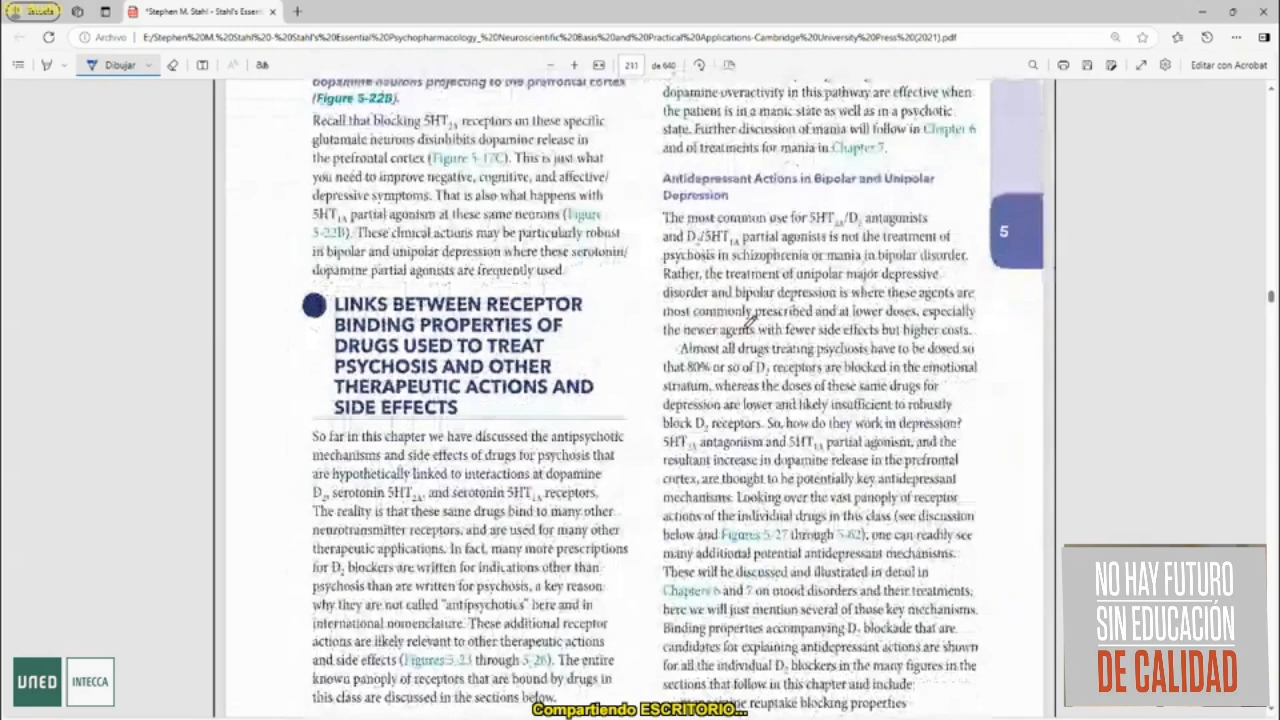 *Stephen M. Stahl - Stahl's Essen
Archivo
E:/Stephen%20M.%20Stahl%20-%20Stahl's%20Essential%20Psychopharmacology_%20Neuroscientific%20Basis%20and%20Practical%20Applications-Cambridge%20University%20Press%20(2021).pdf
Dibujar
211
de 640
Editar con Acrobat
dopamine neurons projecting to the prefrontal cortex
(Figure 5-22B).
Recall that blocking 5HT2A receptors on these specific
glutamate neurons disinhibits dopamine release in
the prefrontal cortex (Figure 5-17C). This is just what
you need to improve negative, cognitive, and affective/
depressive symptoms. That is also what happens with
5HT1A partial agonism at these same neurons (Figure
5-22B). These clinical actions may be particularly robust
in bipolar and unipolar depression where these serotonin/
dopamine partial agonists are frequently used.
LINKS BETWEEN RECEPTOR
BINDING PROPERTIES OF
DRUGS USED TO TREAT
PSYCHOSIS AND OTHER
THERAPEUTIC ACTIONS AND
SIDE EFFECTS
So far in this chapter we have discussed the antipsychotic
mechanisms and side effects of drugs for psychosis that
are hypothetically linked to interactions at dopamine
D2, serotonin 5HT2A, and serotonin 5HT1A receptors.
The reality is that these same drugs bind to many other
neurotransmitter receptors, and are used for many other
therapeutic applications. In fact, many more prescriptions
for D2 blockers are written for indications other than
psychosis than are written for psychosis, a key reason
why they are not called "antipsychotics" here and in
international nomenclature. These additional receptor
actions are likely relevant to other therapeutic actions
and side effects (Figures 5-23 through 5-26). The entire
known panoply of receptors that are bound by drugs in
this class are discussed in the sections below.
dopamine overactivity in this pathway are effective when
the patient is in a manic state as well as in a psychotic
state. Further discussion of mania will follow in Chapter 6
and of treatments for mania in Chapter 7.
Antidepressant Actions in Bipolar and Unipolar
Depression
The most common use for 5HT2A/D2 antagonists
and D2/5HT1A partial agonists is not the treatment of
psychosis in schizophrenia or mania in bipolar disorder.
Rather, the treatment of unipolar major depressive
disorder and bipolar depression is where these agents are
most commonly prescribed and at lower doses, especially
the newer agents with fewer side effects but higher costs.
Almost all drugs treating psychosis have to be dosed so
that 80% or so of D2 receptors are blocked in the emotional
striatum, whereas the doses of these same drugs for
depression are lower and likely insufficient to robustly
block D2 receptors. So, how do they work in depression?
5HT2A antagonism and 5HT1A partial agonism, and the
resultant increase in dopamine release in the prefrontal
cortex, are thought to be potentially key antidepressant
mechanisms. Looking over the vast panoply of receptor
actions of the individual drugs in this class (see discussion
below and Figures 5-27 through 5-62), one can readily see
many additional potential antidepressant mechanisms.
These will be discussed and illustrated in detail in
Chapters 6 and 7 on mood disorders and their treatments;
here we will just mention several of those key mechanisms.
Binding properties accompanying D2 blockade that are
candidates for explaining antidepressant actions are shown
for all the individual D2 blockers in the many figures in the
sections that follow in this chapter and include:
reuptake blocking properties
5
NO HAY FUTURO
SIN EDUCACIÓN
DE CALIDAD
UNED
INTECCA
Compartiendo ESCRITORIO...